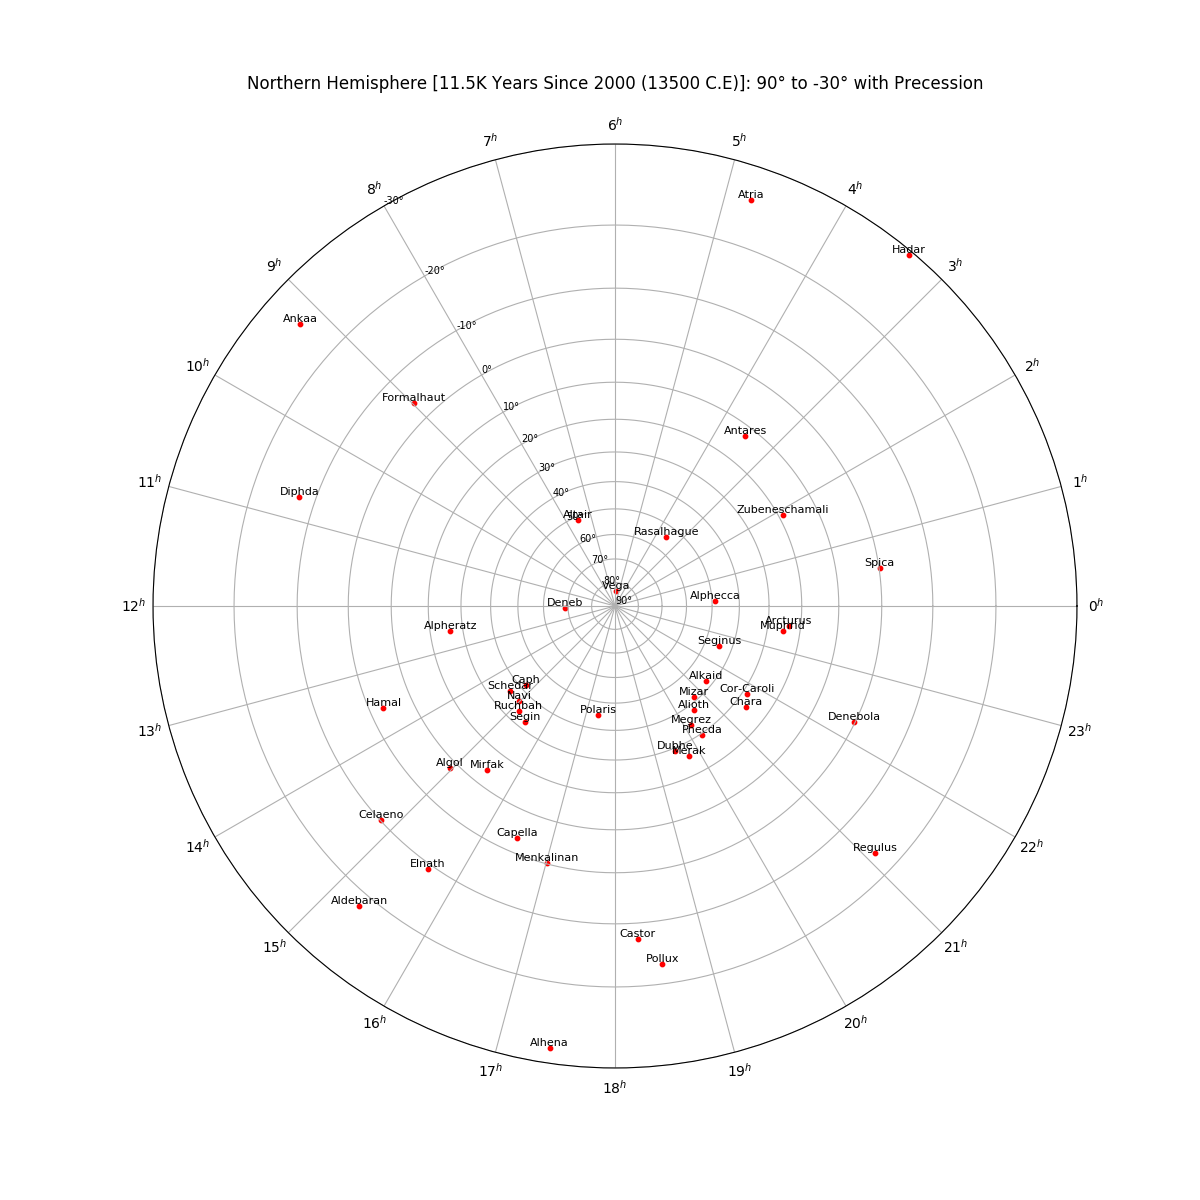 Northern Hemisphere [11.5K Years Since 2000 (13500 C.E)]: 90° to -30° with Precession
6h
7h
5h
8h
-30°
4h
Atria
9h
Hadar
3h
-20°
Ankaa
-10°
10h
0°
2h
Formalhaut
10°
Antares
20°
30°
11h
Diphda
40°
1h
Zubeneschamali
Altair
50°
Rasalhague
60°
70°
Spica
80°
Vega
Alphecca
90°
12h
Deneb
0h
Alpheratz
Arcturus
Muphrid
Seginus
Alkaid
Caph
Schedar
Mizar
Cor-Caroli
Navi
Hamal
Ruchbah
Alioth
Chara
Segin
Polaris
Megrez
Denebola
13h
Phecda
23h
Dubhe
Merak
Algol
Mirfak
Celaeno
Capella
14h
Menkalinan
Regulus
22h
Elnath
Aldebaran
Castor
15h
21h
Pollux
16h
20h
Alhena
17h
19h
18h